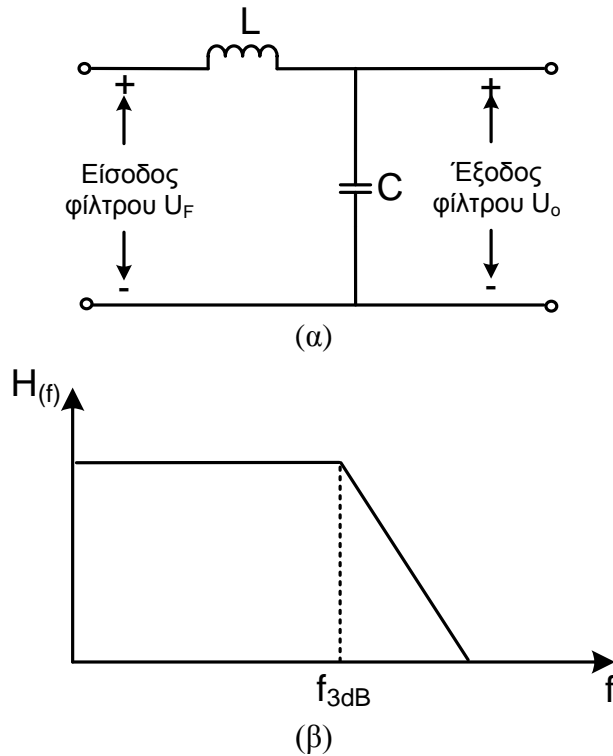 L
+
+
Είσοδος
φίλτρου U_F
C
Έξοδος
φίλτρου U_o
-
-
(α)
H_(f)
f_3dB
f
(β)